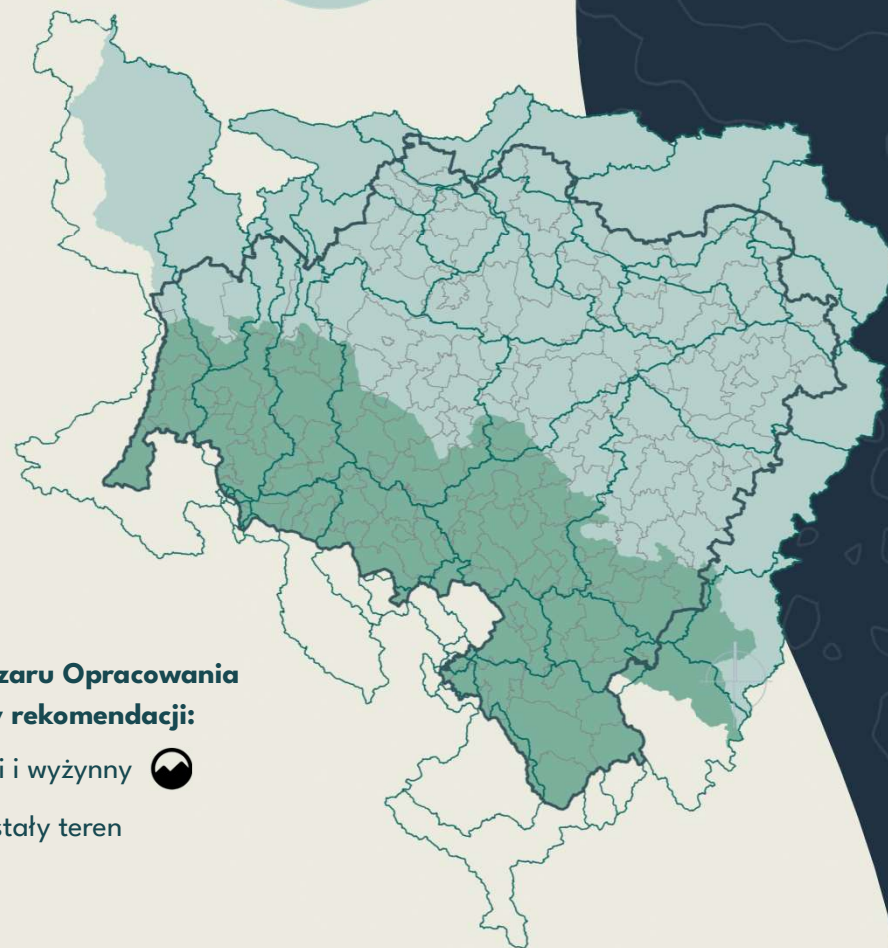 zaru Opracowania
y rekomendacji:
i i wyżynny
stały teren